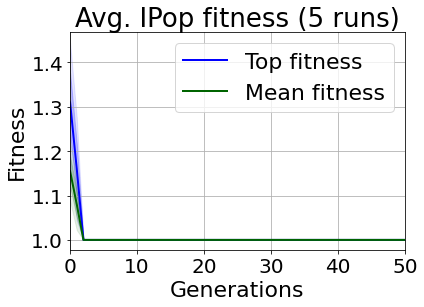 Avg. IPop fitness (5 runs)
Top fitness
Mean fitness
Fitness
1.4
1.3
1.2
1.1
1.0
0 10 20 30 40 50
Generations